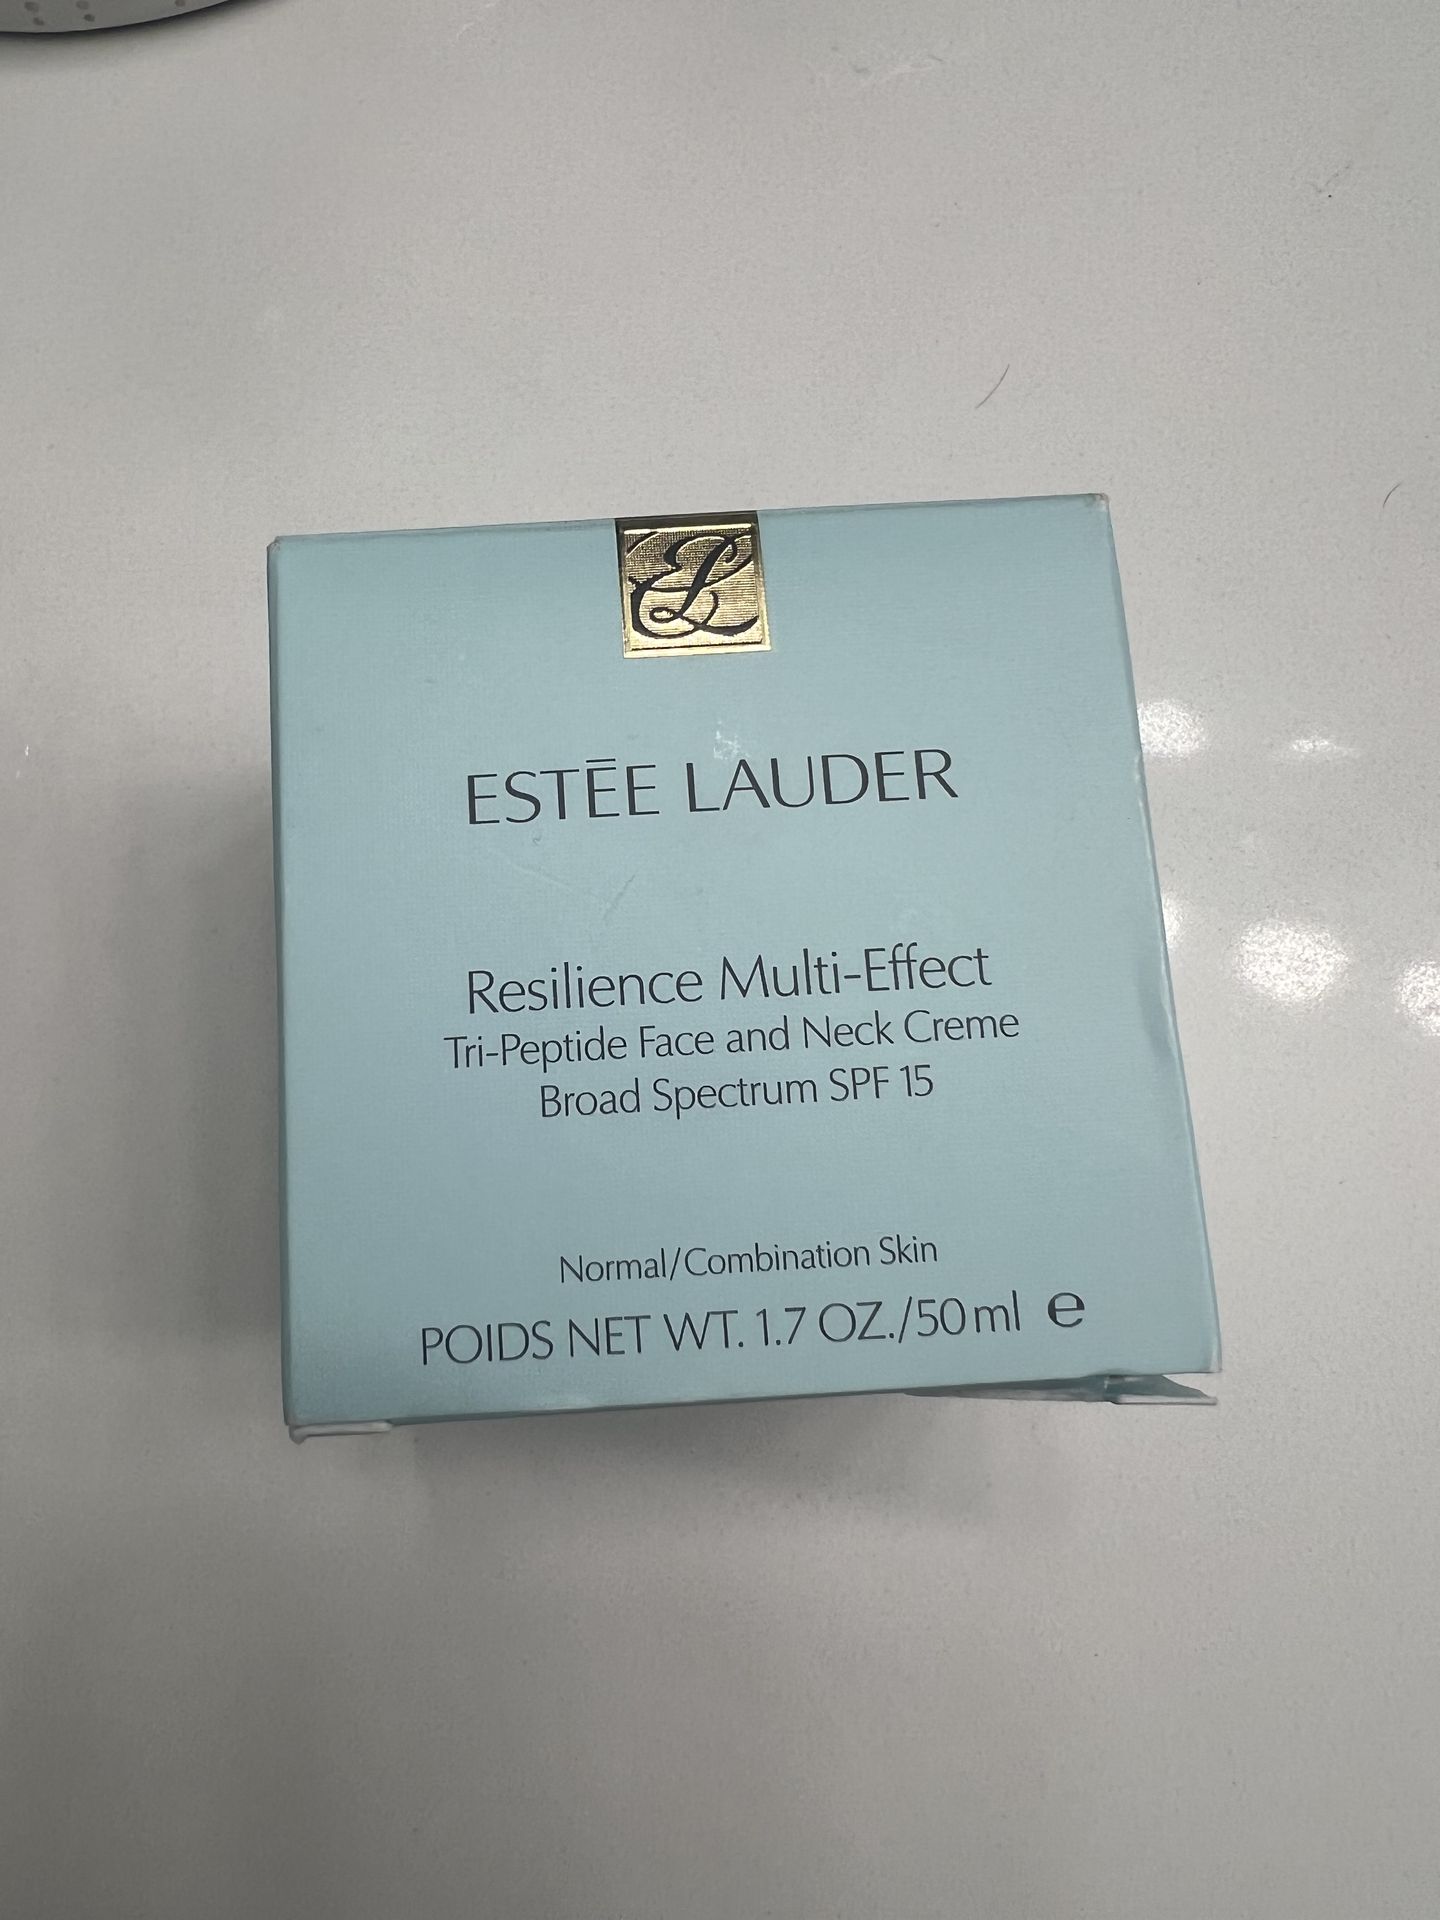 EL
ESTĒE LAUDER
Resilience Multi-Effect
Tri-Peptide Face and Neck Creme
Broad Spectrum SPF 15
Normal/Combination Skin
POIDS NET WT. 1.7 OZ./50 ml ℮